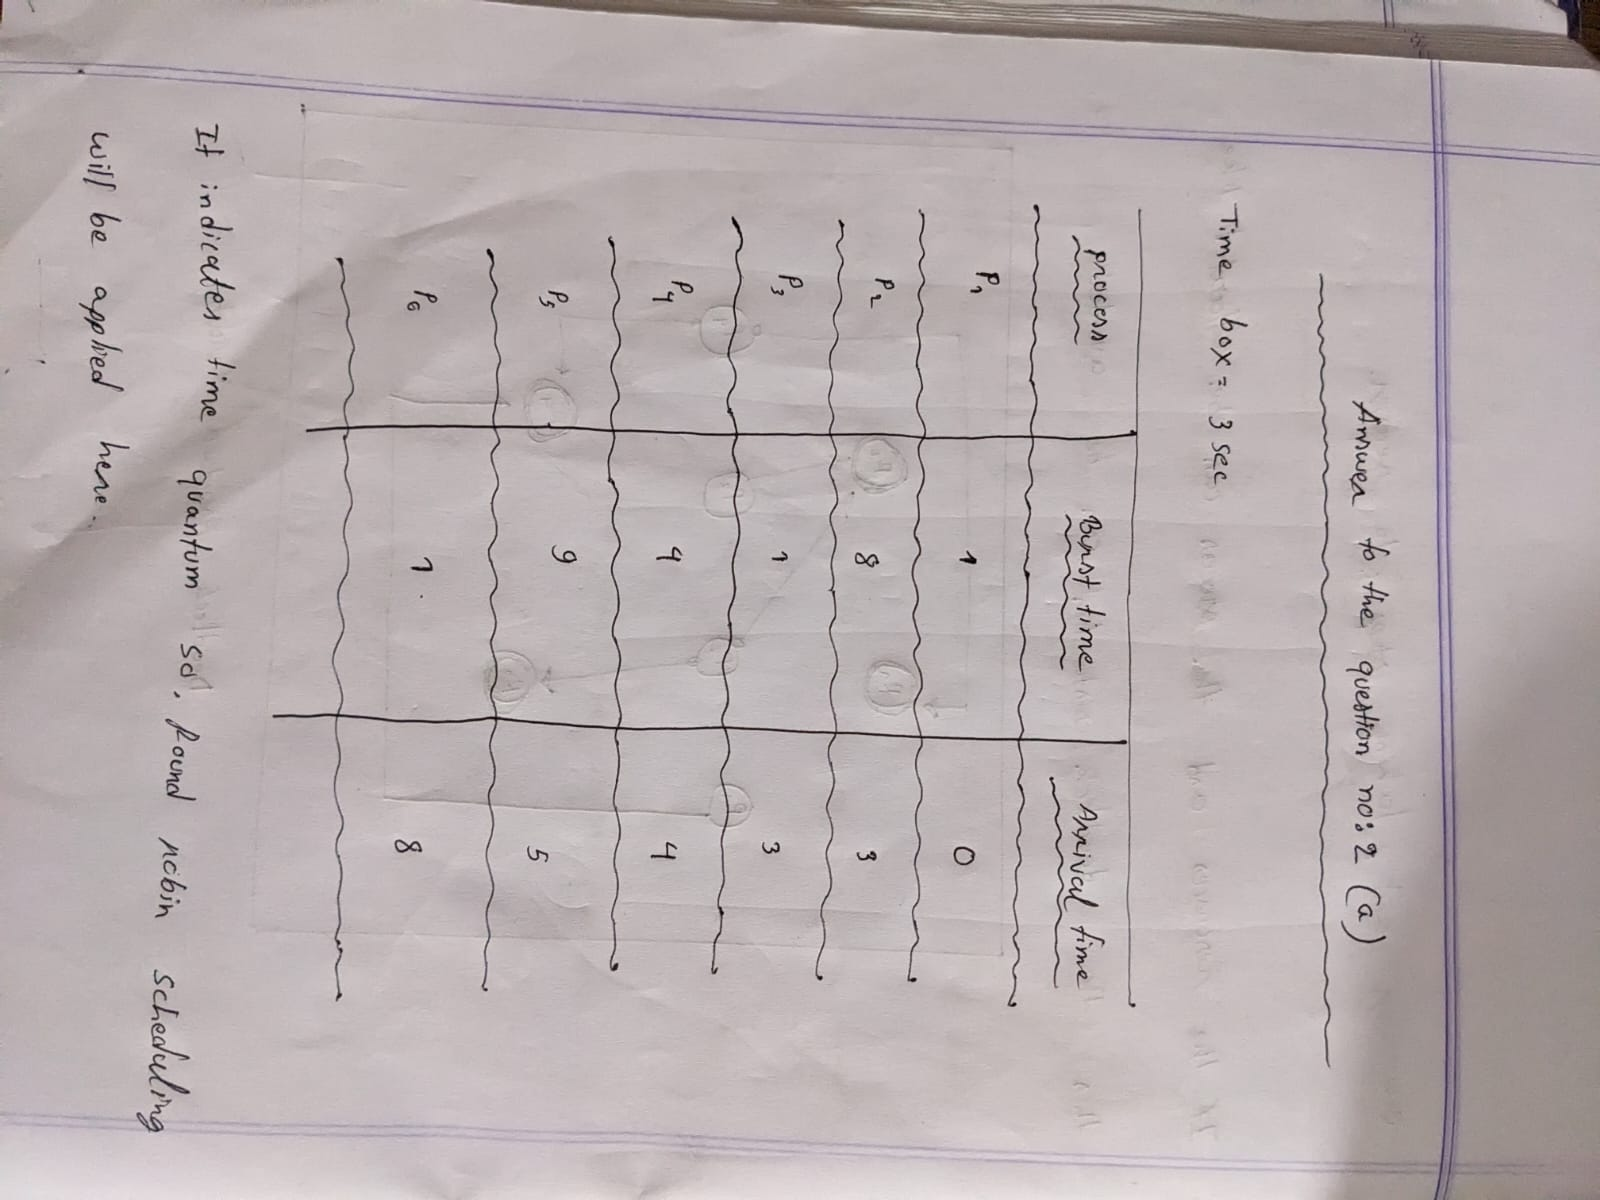 Answer to the question no: 2 (a)
Time box = 3 sec
process Burst time Arrival time
P1 1 0
P2 8 3
P3 1 3
P4 4 4
P5 9 5
P6 1 8
It indicates time quantum so, Round robin scheduling
will be applied here.